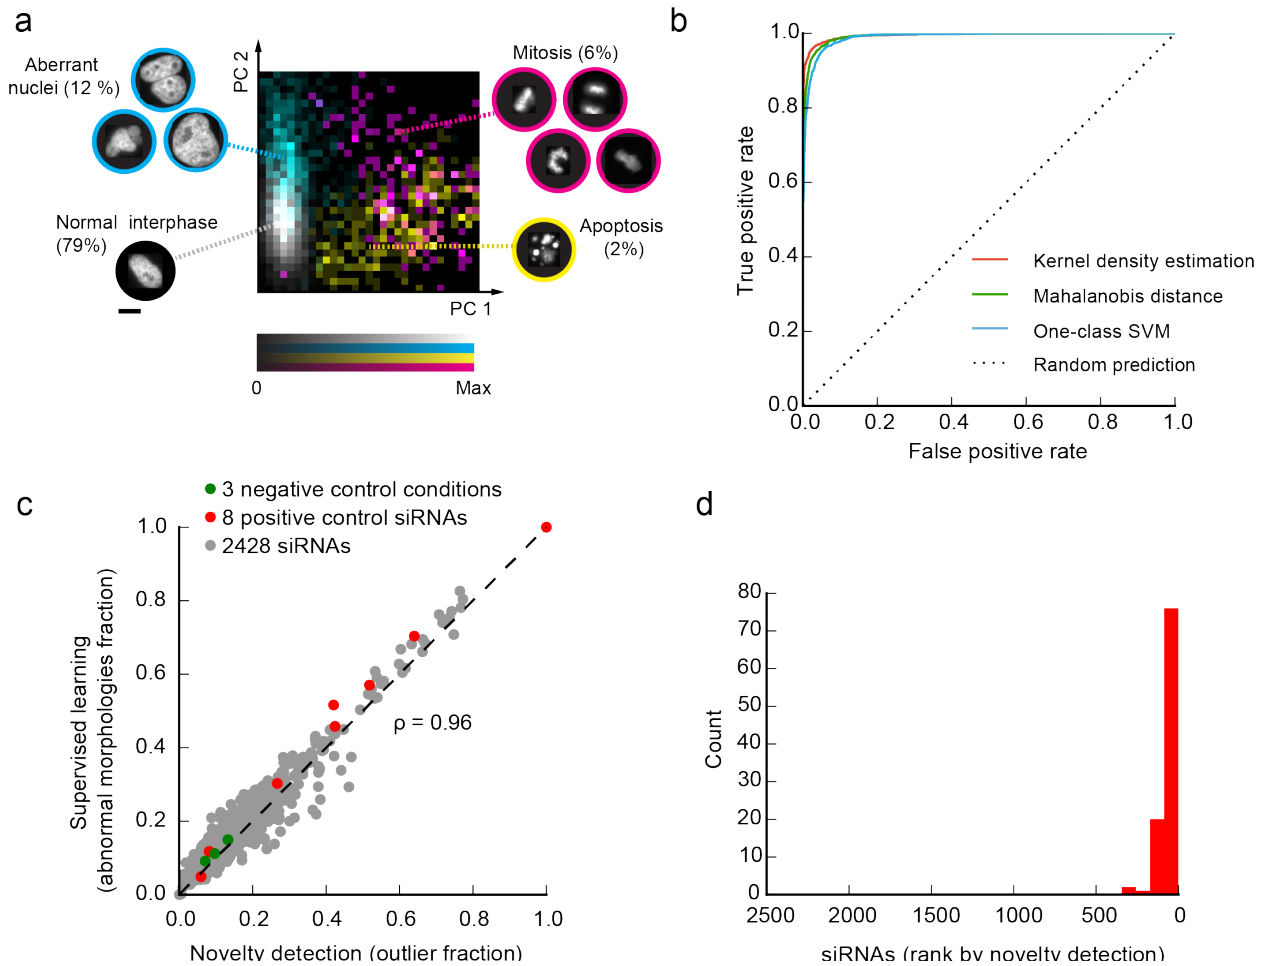 a
Aberrant
nuclei (12 %)
PC 2
Mitosis (6%)
Normal interphase
(79%)
Apoptosis
(2%)
PC 1
0
Max
b
True positive rate
1.0
0.8
0.6
0.4
0.2
0.0
Kernel density estimation
Mahalanobis distance
One-class SVM
Random prediction
0.0
0.2
0.4
0.6
0.8
1.0
False positive rate
c
3 negative control conditions
8 positive control siRNAs
2428 siRNAs
Supervised learning
(abnormal morphologies fraction)
1.0
0.8
0.6
0.4
0.2
0.0
ρ = 0.96
0.0
0.2
0.4
0.6
0.8
1.0
Novelty detection (outlier fraction)
d
Count
80
70
60
50
40
30
20
10
0
2500
2000
1500
1000
500
0
siRNAs (rank by novelty detection)